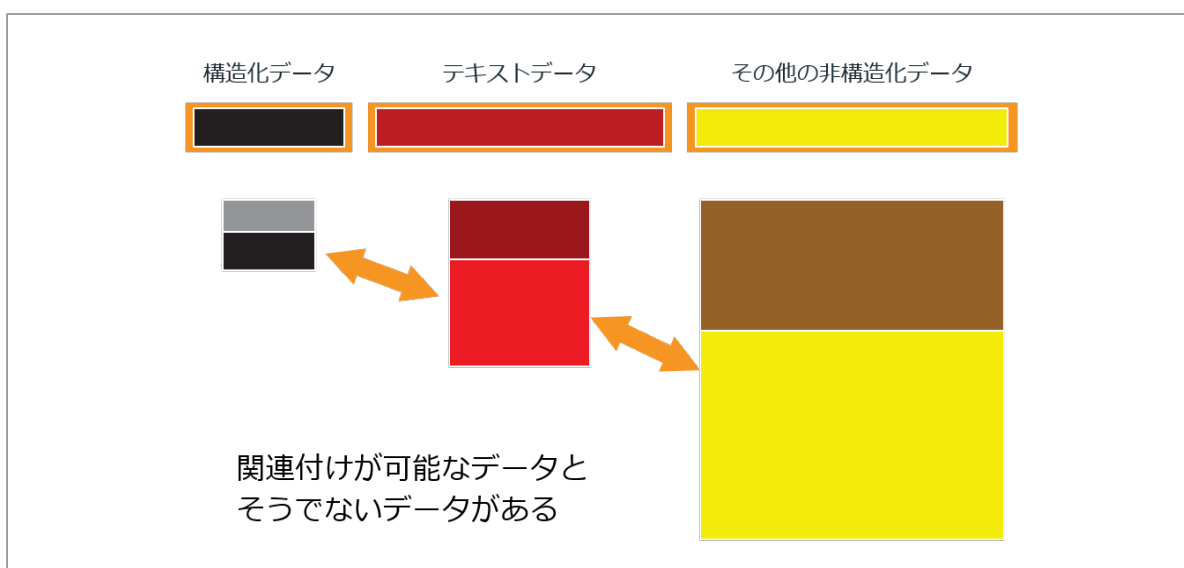 構造化データ
テキストデータ
その他の非構造化データ
関連付けが可能なデータと
そうでないデータがある